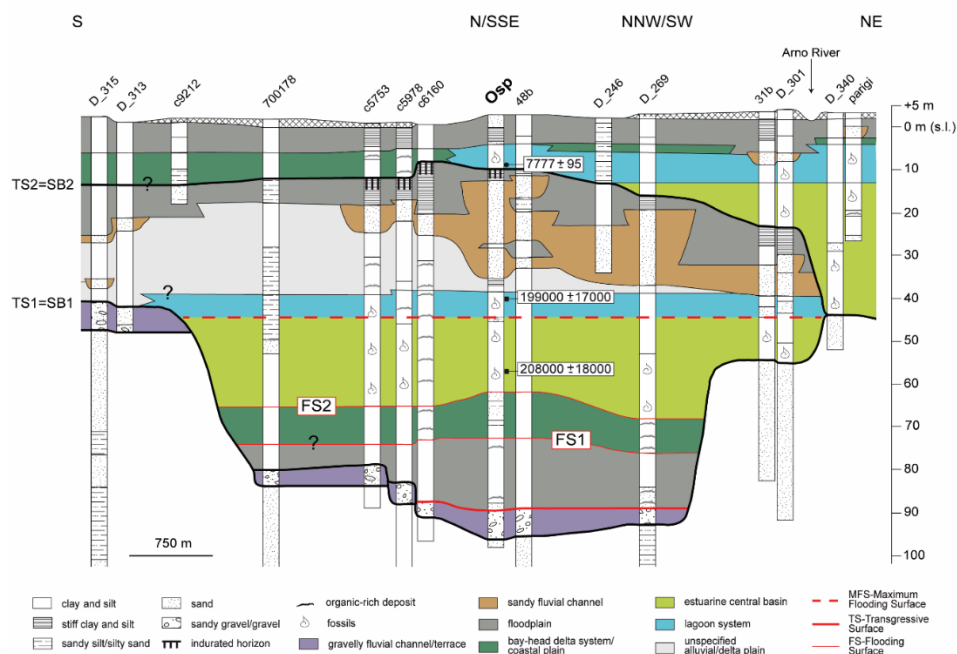 S N/SSE NNW/SW NE
Arno River
D_315 D_313 c9212 700178 c5753 c5978 c6160 Osp 48b D_246 D_269 31b D_301 D_340 parigi
+5 m
0 m (s.l.)
7777 ± 95
10
TS2=SB2 ?
20
30
TS1=SB1 ?
199000 ±17000
40
50
208000 ± 18000
60
FS2
70
? FS1
80
90
750 m
100
clay and silt
stiff clay and silt
sandy silt/silty sand
sand
sandy gravel/gravel
indurated horizon
organic-rich deposit
fossils
gravelly fluvial channel/terrace
sandy fluvial channel
floodplain
bay-head delta system/
coastal plain
estuarine central basin
lagoon system
unspecified
alluvial/delta plain
MFS-Maximum
Flooding Surface
TS-Transgressive
Surface
FS-Flooding
Surface